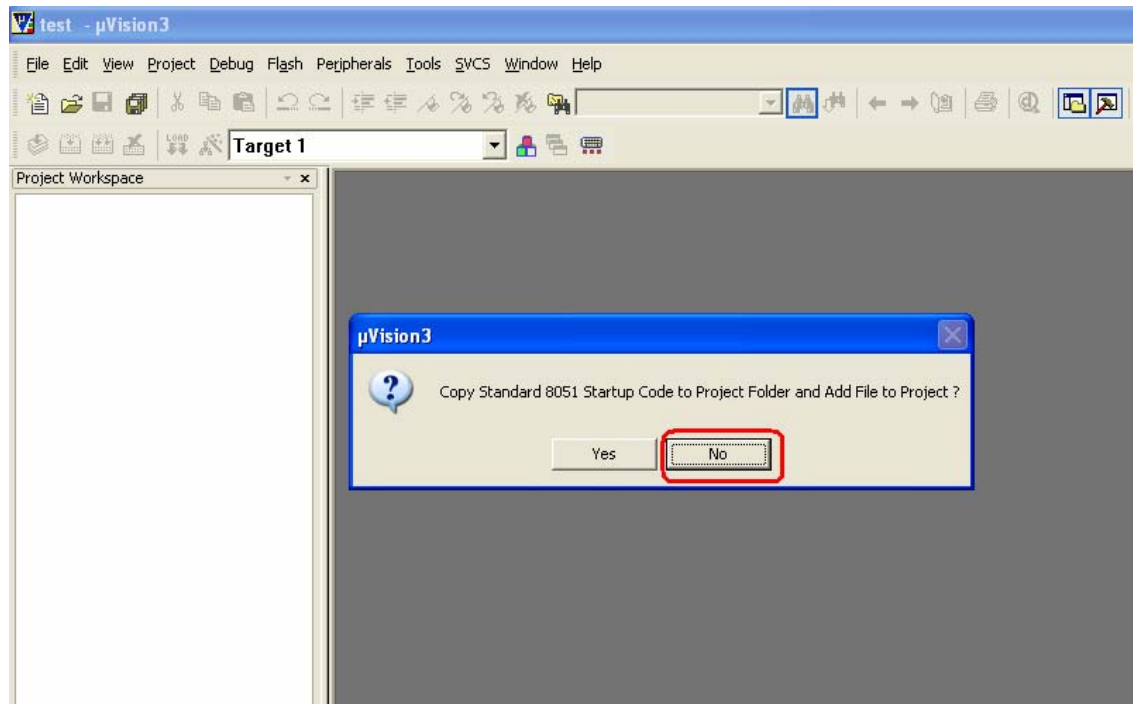 test - µVision3
File Edit View Project Debug Flash Peripherals Tools SVCS Window Help
LOAD Target 1
Project Workspace
µVision3
Copy Standard 8051 Startup Code to Project Folder and Add File to Project ?
Yes No